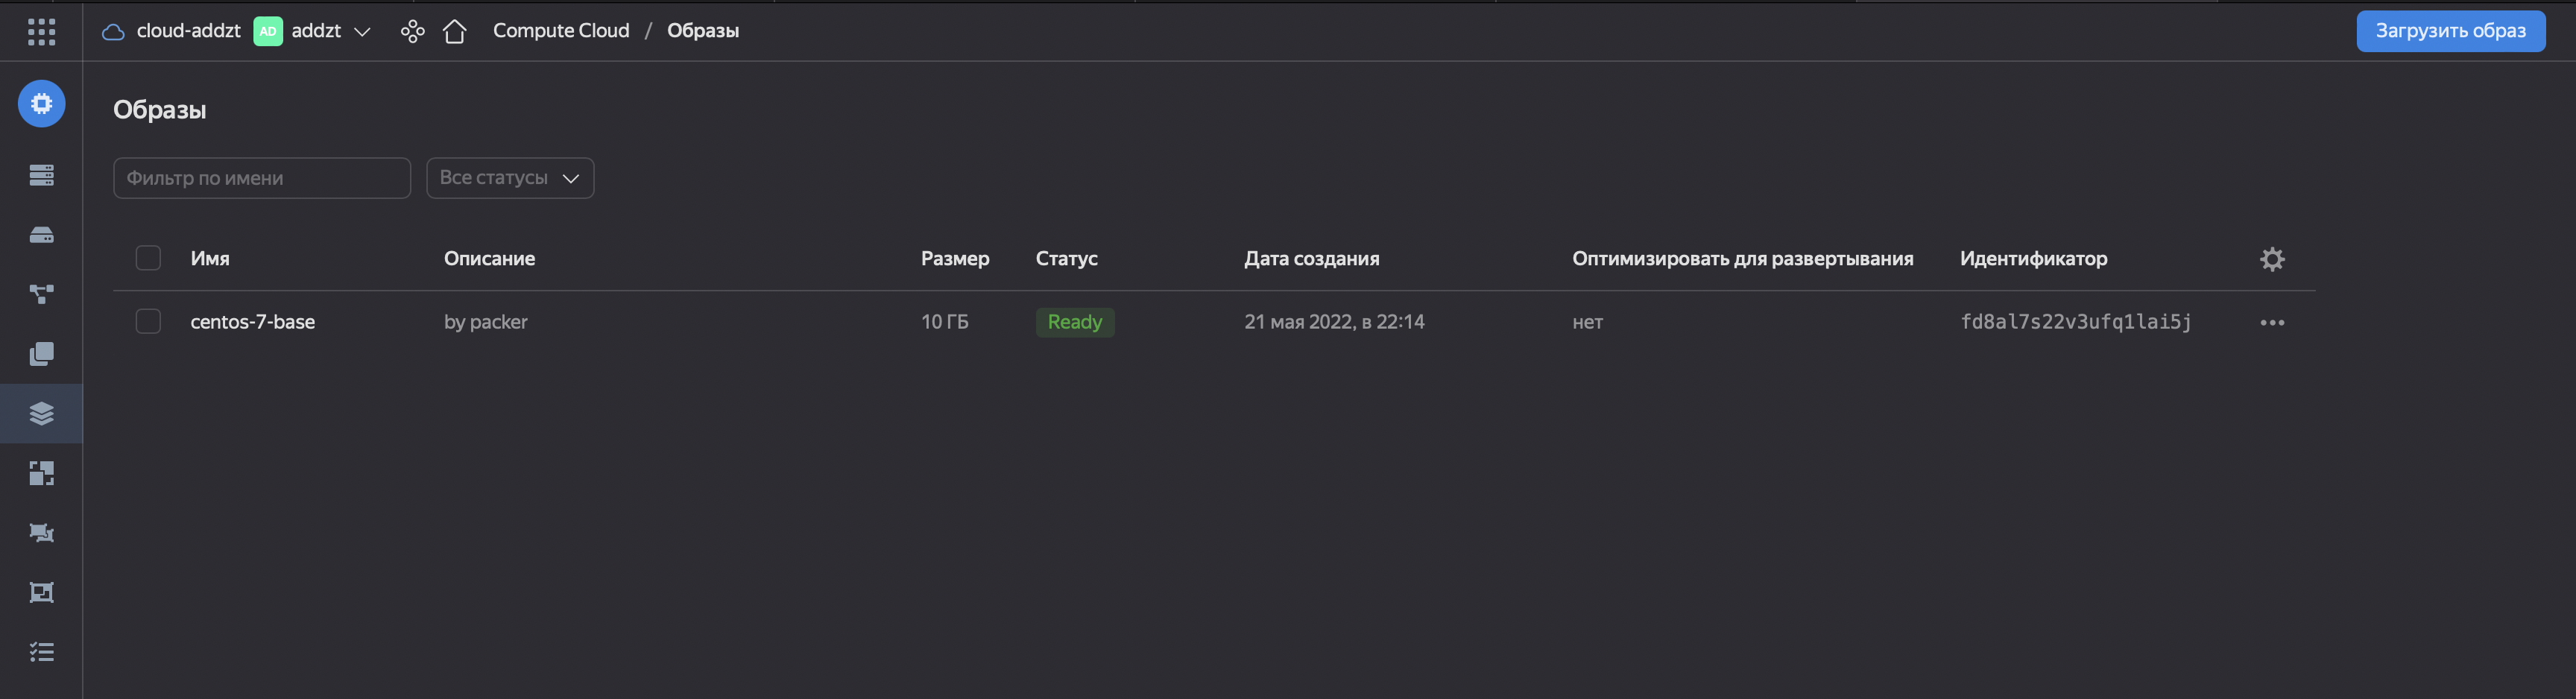 cloud-addzt AD addzt Compute Cloud / Образы Загрузить образ
Образы
Фильтр по имени Все статусы
Имя Описание Размер Статус Дата создания Оптимизировать для развертывания Идентификатор
centos-7-base by packer 10 ГБ Ready 21 мая 2022, в 22:14 нет fd8al7s22v3ufq1lai5j